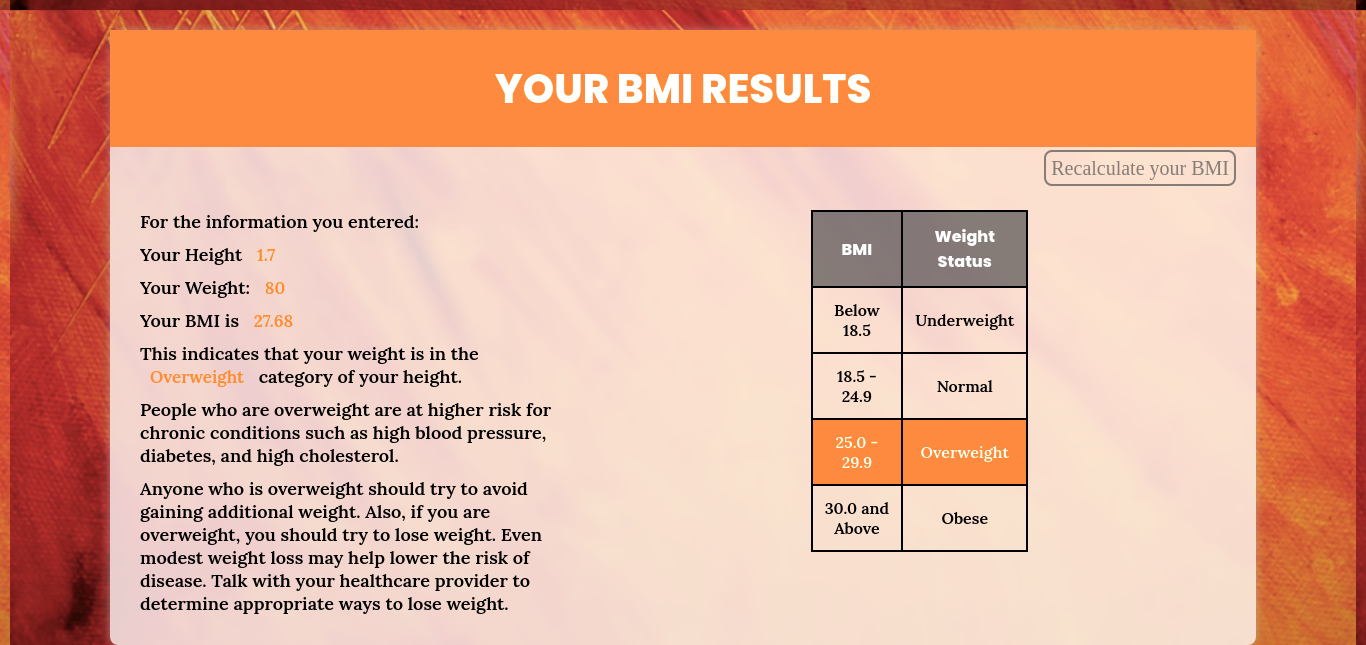 YOUR BMI RESULTS
Recalculate your BMI
For the information you entered:
Your Height 1.7
Your Weight: 80
Your BMI is 27.68
This indicates that your weight is in the
Overweight category of your height.
People who are overweight are at higher risk for
chronic conditions such as high blood pressure,
diabetes, and high cholesterol.
Anyone who is overweight should try to avoid
gaining additional weight. Also, if you are
overweight, you should try to lose weight. Even
modest weight loss may help lower the risk of
disease. Talk with your healthcare provider to
determine appropriate ways to lose weight.
BMI
Weight
Status
Below
18.5
Underweight
18.5 -
24.9
Normal
25.0 -
29.9
Overweight
30.0 and
Above
Obese